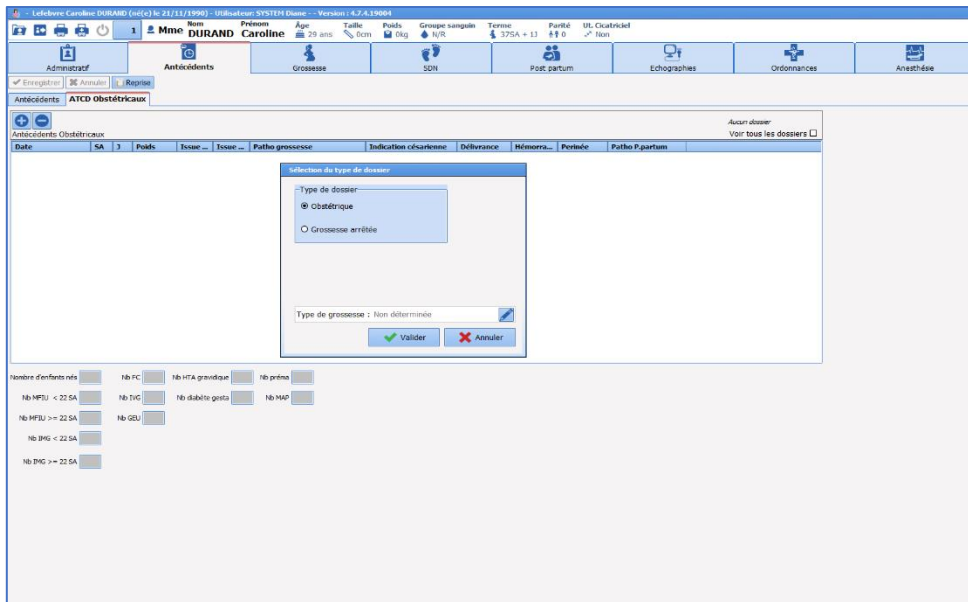 - Lefebvre Caroline DURAND (né(e) le 21/11/1990) - Utilisateur: SYSTEM Diane - - Version : 4.7.4.19004
1 Mme Nom DURAND Prénom Caroline Âge 29 ans Taille 0cm Poids 0kg Groupe sanguin N/R Terme 37SA + 1J Parité 0 Ut. Cicatriciel Non
Administratif Antécédents Grossesse SDN Post partum Echographies Ordonnances Anesthésie
Enregistrer Annuler Reprise
Antécédents ATCD Obstétricaux
Aucun dossier
Antécédents Obstétricaux Voir tous les dossiers
Date SA J Poids Issue ... Issue ... Patho grossesse Indication césarienne Délivrance Hémorra... Perinée Patho P.partum
Sélection du type de dossier
Type de dossier
Obstétrique
Grossesse arrêtée
Type de grossesse : Non déterminée
Valider Annuler
Nombre d'enfants nés Nb FC Nb HTA gravidique Nb préma
Nb MFIU < 22 SA Nb IVG Nb diabète gesta Nb MAP
Nb MFIU >= 22 SA Nb GEU
Nb IMG < 22 SA
Nb IMG >= 22 SA